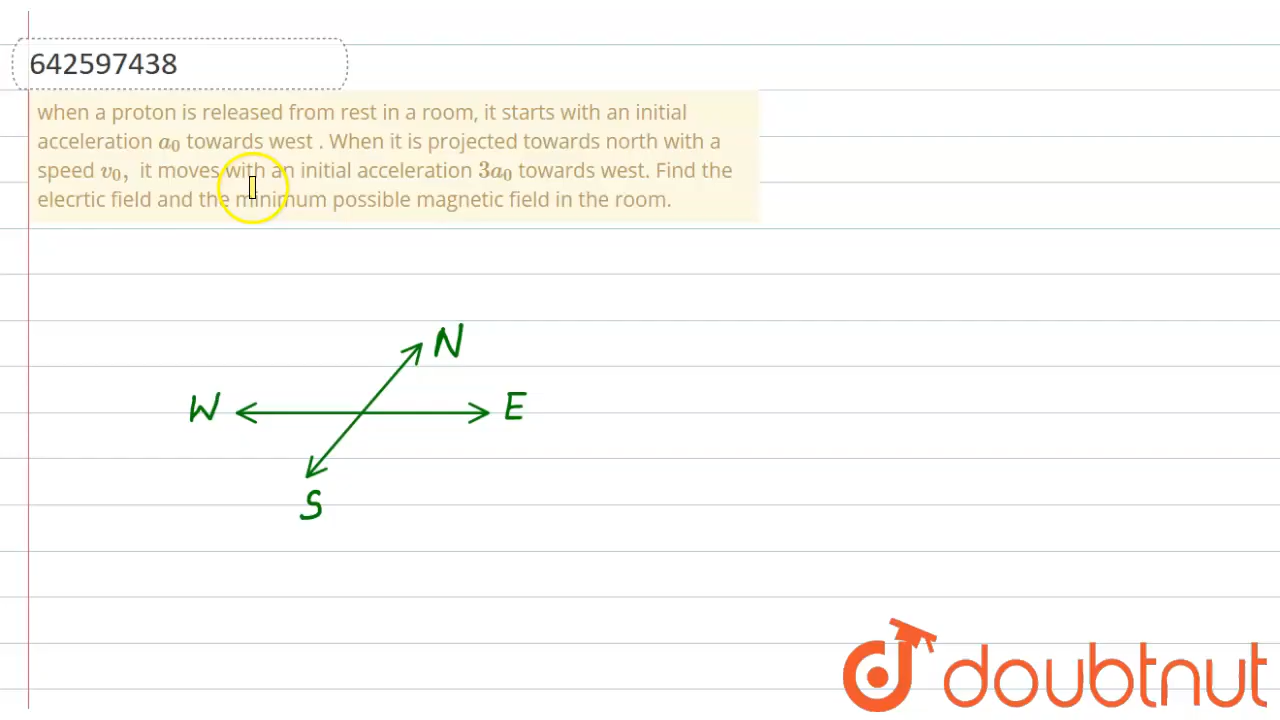 642597438
when a proton is released from rest in a room, it starts with an initial
acceleration a₀ towards west . When it is projected towards north with a
speed v₀, it moves with an initial acceleration 3a₀ towards west. Find the
elecrtic field and the minimum possible magnetic field in the room.
N
W E
S
doubtnut